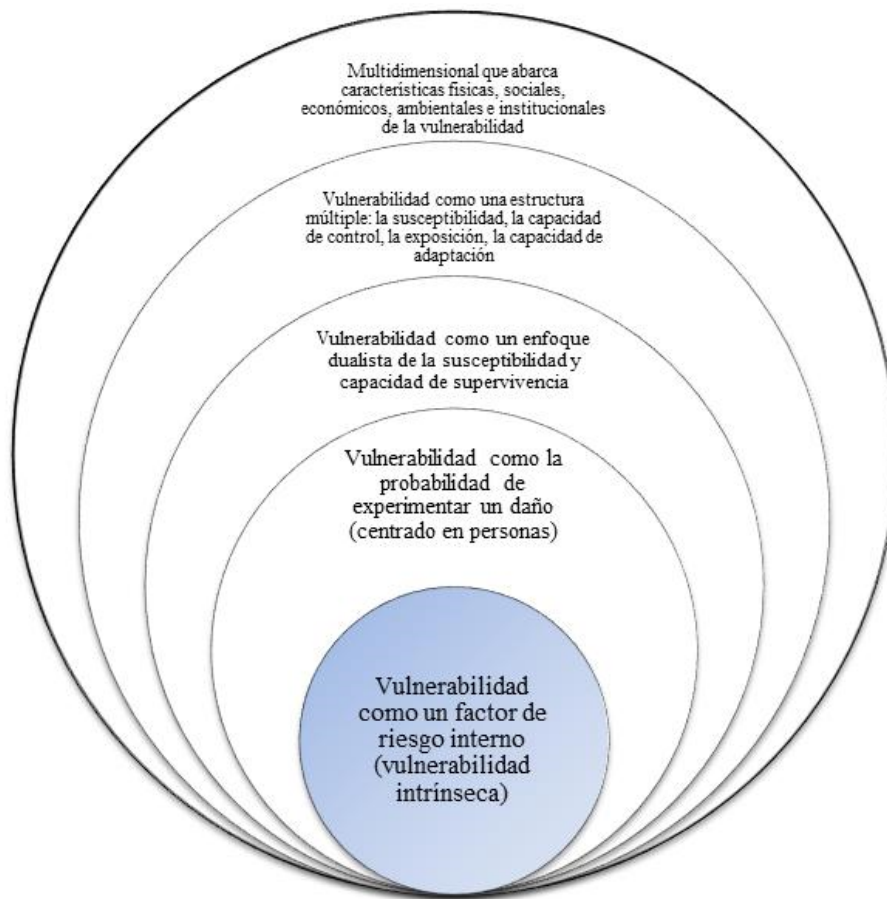 Multidimensional que abarca
características físicas, sociales,
económicos, ambientales e institucionales
de la vulnerabilidad
Vulnerabilidad como una estructura
múltiple: la susceptibilidad, la capacidad
de control, la exposición, la capacidad de
adaptación
Vulnerabilidad como un enfoque
dualista de la susceptibilidad y
capacidad de supervivencia
Vulnerabilidad como la
probabilidad de
experimentar un daño
(centrado en personas)
Vulnerabilidad
como un factor de
riesgo interno
(vulnerabilidad
intrínseca)